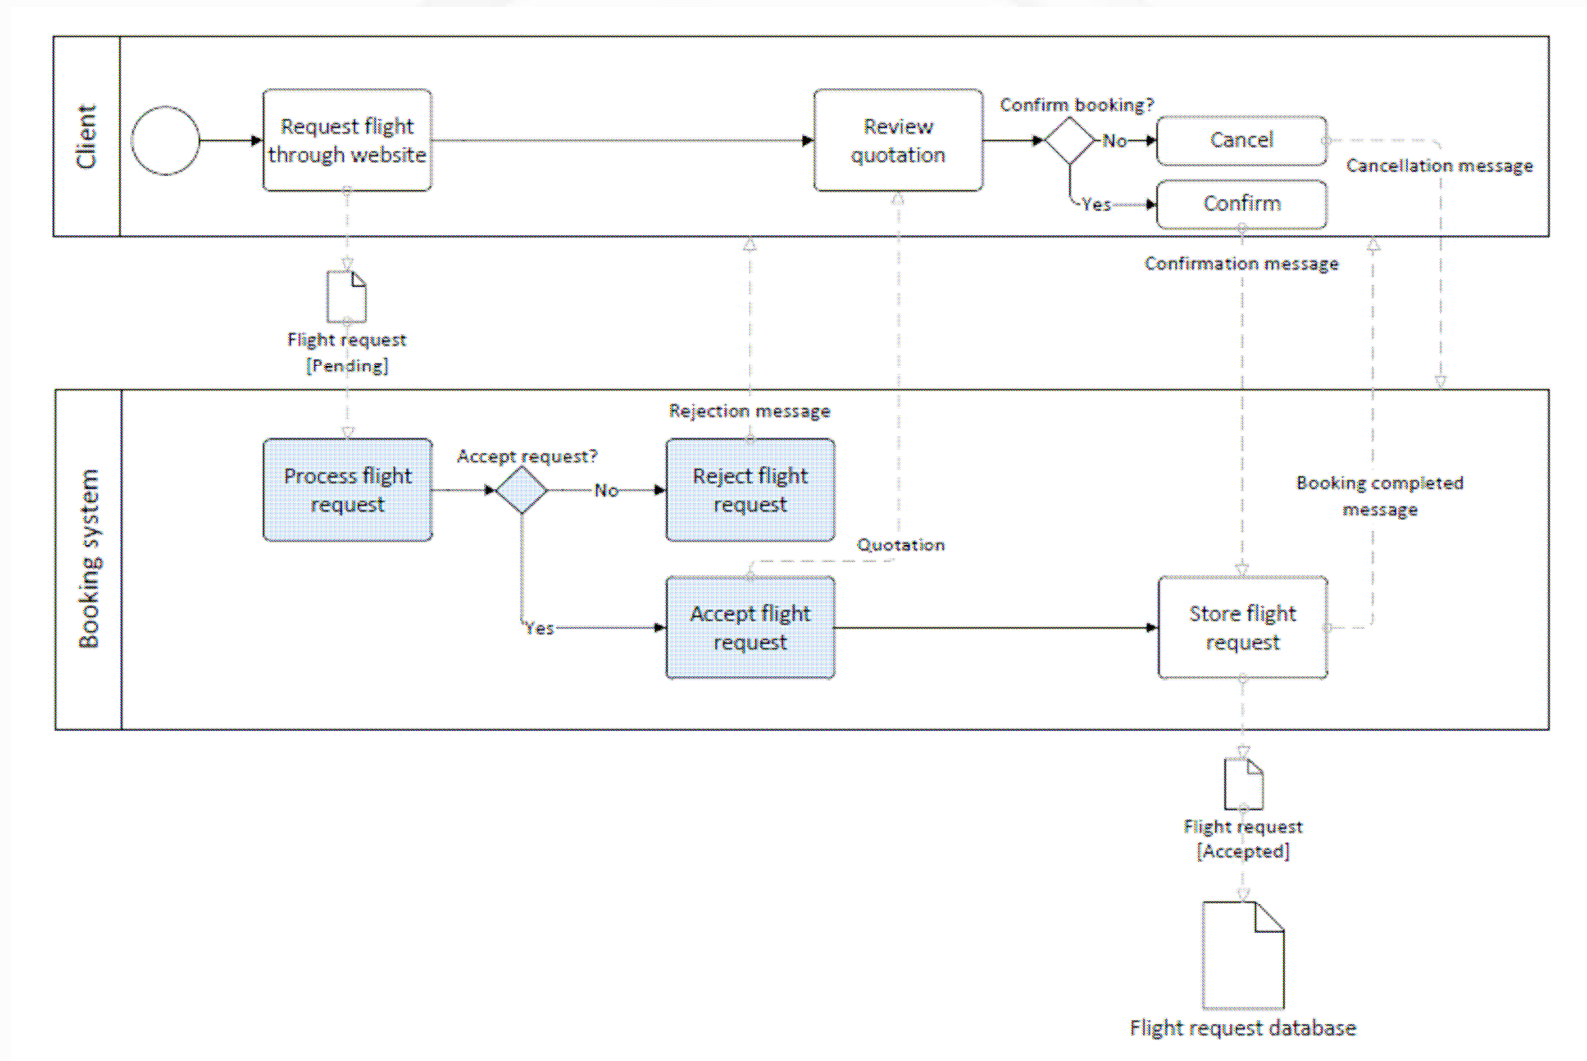 Client
Request flight
through website
Review
quotation
Confirm booking?
No
Cancel
Cancellation message
Yes
Confirm
Confirmation message
Flight request
[Pending]
Booking system
Rejection message
Process flight
request
Accept request?
No
Reject flight
request
Booking completed
message
Quotation
Yes
Accept flight
request
Store flight
request
Flight request
[Accepted]
Flight request database